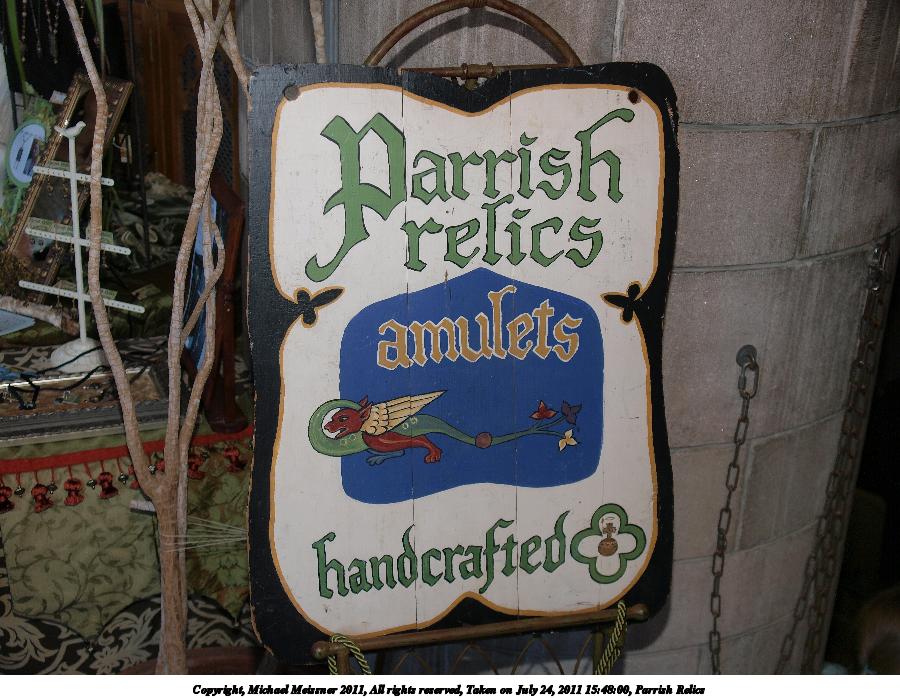 Parrish
relics
amulets
handcrafted
Copyright, Michael Meissner 2011, All rights reserved, Taken on July 24, 2011 15:48:00, Parrish Relics